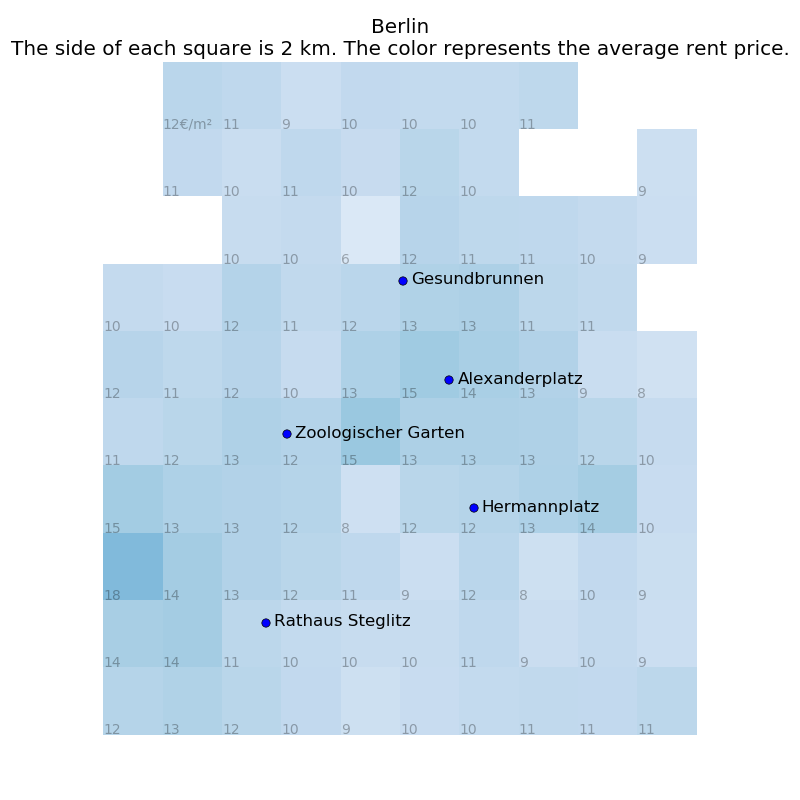 Berlin
The side of each square is 2 km. The color represents the average rent price.
12€/m² 11 9 10 10 10 11
11 10 11 10 12 10 9
10 10 6 12 11 11 10 9
Gesundbrunnen
10 10 12 11 12 13 13 11 11
Alexanderplatz
12 11 12 10 13 15 14 13 9 8
Zoologischer Garten
11 12 13 12 15 13 13 13 12 10
Hermannplatz
15 13 13 12 8 12 12 13 14 10
18 14 13 12 11 9 12 8 10 9
Rathaus Steglitz
14 14 11 10 10 10 11 9 10 9
12 13 12 10 9 10 10 11 11 11